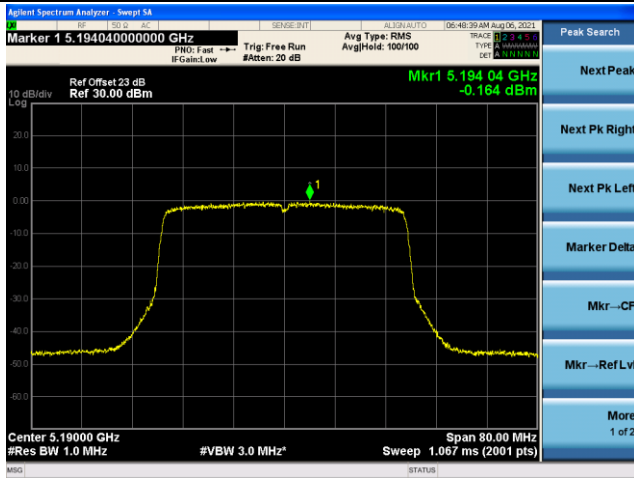 Agilent Spectrum Analyzer - Swept SA
RF 50 Ω AC SENSE:INT ALIGN AUTO 06:48:39 AM Aug 06, 2021
Marker 1 5.194040000000 GHz
PNO: Fast
IFGain:Low
Trig: Free Run
#Atten: 20 dB
Avg Type: RMS
Avg|Hold: 100/100
TRACE 1 2 3 4 5 6
TYPE A WWWWW
DET A N N N N N
Peak Search
Mkr1 5.194 04 GHz
-0.164 dBm
Ref Offset 23 dB
10 dB/div Ref 30.00 dBm
Log
20.0
10.0
0.00
-10.0
-20.0
-30.0
-40.0
-50.0
-60.0
1
Center 5.19000 GHz Span 80.00 MHz
#Res BW 1.0 MHz #VBW 3.0 MHz* Sweep 1.067 ms (2001 pts)
MSG STATUS
Next Peak
Next Pk Right
Next Pk Left
Marker Delta
Mkr→CF
Mkr→Ref Lvl
More
1 of 2